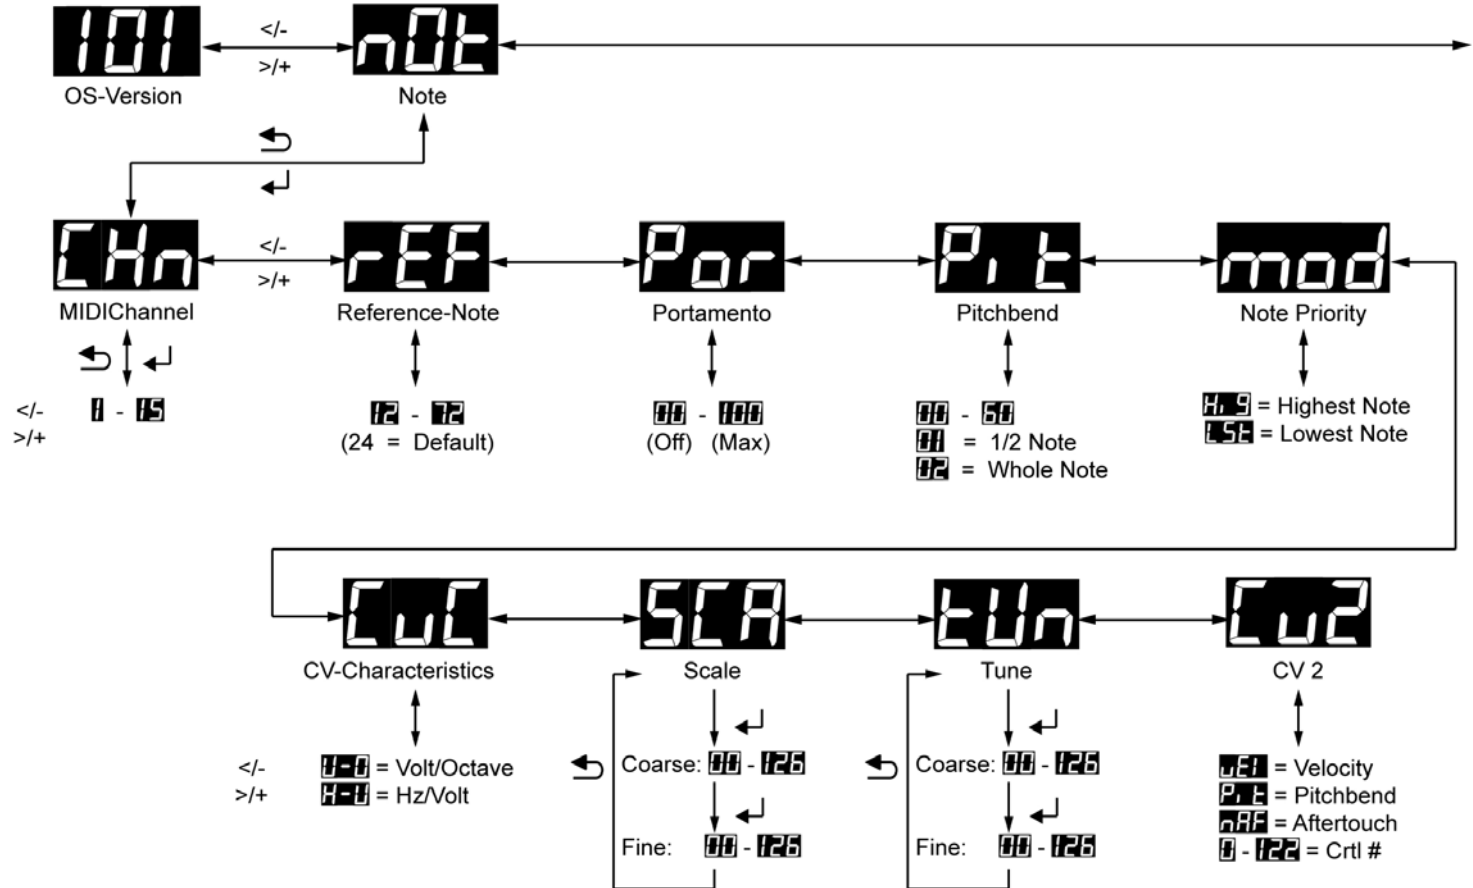 101 </- nOt
>/+
OS-Version Note
CHn </- rEF Por Pit mod
>/+
MIDIChannel Reference-Note Portamento Pitchbend Note Priority
</- 1 - 15 12 - 72 00 - 100 00 - 60 HiG = Highest Note
>/+ (24 = Default) (Off) (Max) 01 = 1/2 Note LSt = Lowest Note
02 = Whole Note
CuC SCA tUn Cu2
CV-Characteristics Scale Tune CV 2
</- U-O = Volt/Octave Coarse: 00 - 126 Coarse: 00 - 126 uEl = Velocity
>/+ H-U = Hz/Volt Pit = Pitchbend
nAF = Aftertouch
Fine: 00 - 126 Fine: 00 - 126 0 - 122 = Crtl #